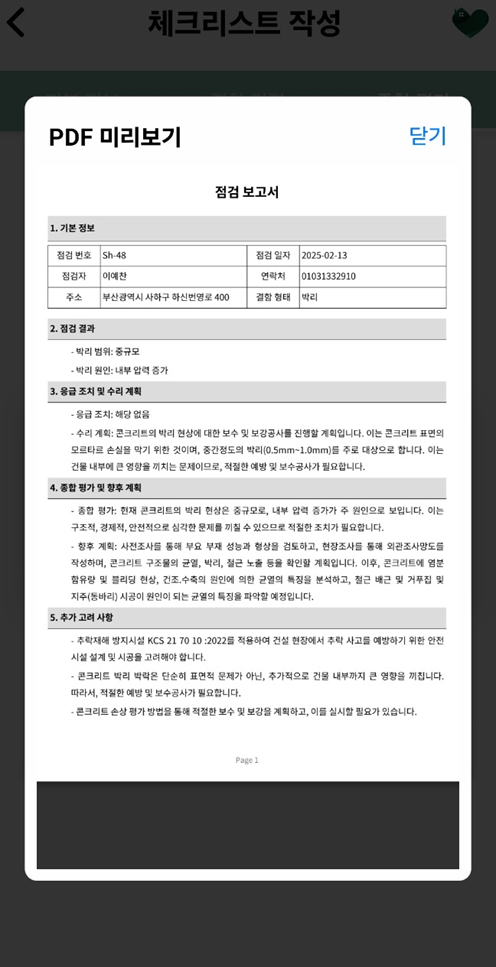 체크리스트 작성
PDF 미리보기
닫기
점검 보고서
1. 기본 정보
점검 번호 Sh-48 점검 일자 2025-02-13
점검자 이예찬 연락처 01031332910
주소 부산광역시 사하구 하신번영로 400 결함 형태 박리
2. 점검 결과
- 박리 범위: 중규모
- 박리 원인: 내부 압력 증가
3. 응급 조치 및 수리 계획
- 응급 조치: 해당 없음
- 수리 계획: 콘크리트의 박리 현상에 대한 보수 및 보강공사를 진행할 계획입니다. 이는 콘크리트 표면의
모르타르 손실을 막기 위한 것이며, 중간정도의 박리(0.5mm~1.0mm)를 주로 대상으로 합니다. 이는
건물 내부에 큰 영향을 끼치는 문제이므로, 적절한 예방 및 보수공사가 필요합니다.
4. 종합 평가 및 향후 계획
- 종합 평가: 현재 콘크리트의 박리 현상은 중규모로, 내부 압력 증가가 주 원인으로 보입니다. 이는
구조적, 경제적, 안전적으로 심각한 문제를 끼칠 수 있으므로 적절한 조치가 필요합니다.
- 향후 계획: 사전조사를 통해 부요 부재 성능과 형상을 검토하고, 현장조사를 통해 외관조사망도를
작성하며, 콘크리트 구조물의 균열, 박리, 철근 노출 등을 확인할 계획입니다. 이후, 콘크리트에 염분
함유량 및 블리딩 현상, 건조.수축의 원인에 의한 균열의 특징을 분석하고, 철근 배근 및 거푸집 및
지주(동바리) 시공이 원인이 되는 균열의 특징을 파악할 예정입니다.
5. 추가 고려 사항
- 추락재해 방지시설 KCS 21 70 10 :2022를 적용하여 건설 현장에서 추락 사고를 예방하기 위한 안전
시설 설계 및 시공을 고려해야 합니다.
- 콘크리트 박리 박락은 단순히 표면적 문제가 아닌, 추가적으로 건물 내부까지 큰 영향을 끼칩니다.
따라서, 적절한 예방 및 보수공사가 필요합니다.
- 콘크리트 손상 평가 방법을 통해 적절한 보수 및 보강을 계획하고, 이를 실시할 필요가 있습니다.
Page 1